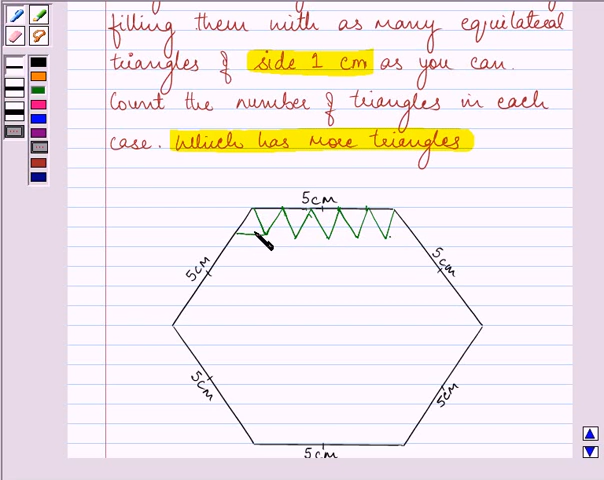 filling them with as many equilateral
triangles of side 1 cm as you can.
Count the number of triangles in each
case. Which has more triangles
5cm
5cm
5cm
5cm
5cm
5cm